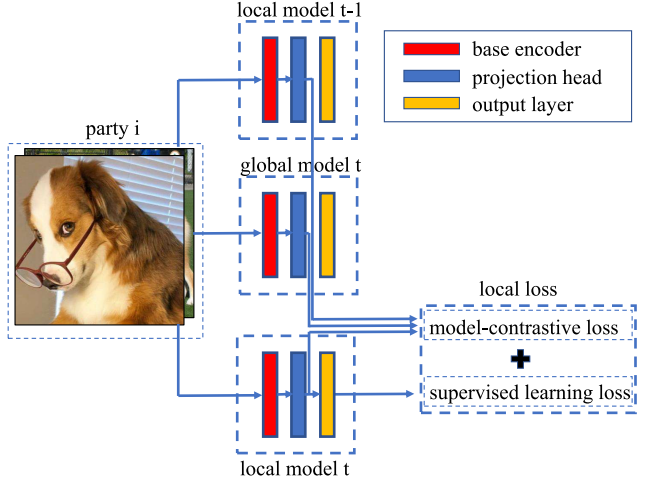 local model t-1
base encoder
projection head
output layer
party i
global model t
local loss
model-contrastive loss
supervised learning loss
local model t